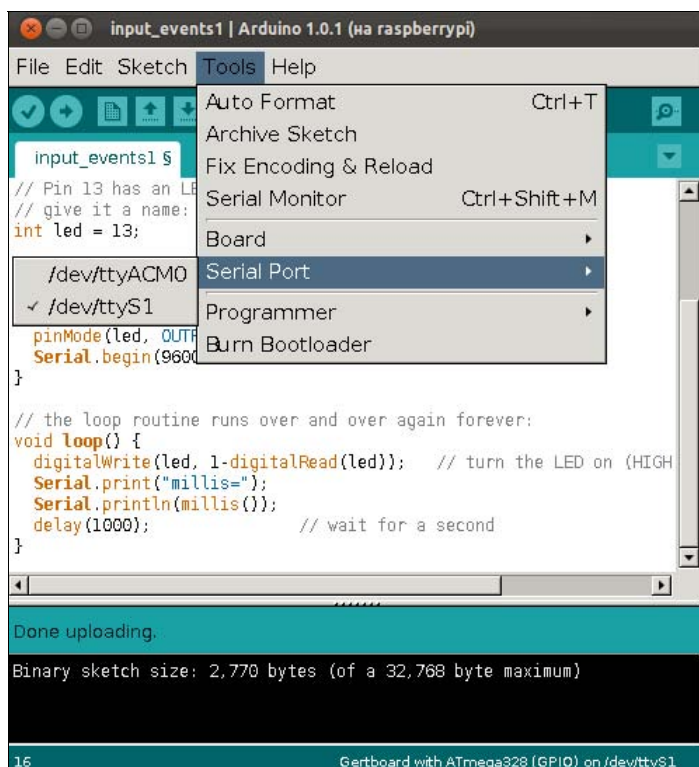 input_events1 | Arduino 1.0.1 (на raspberrypi)
File Edit Sketch Tools Help
Auto Format Ctrl+T
Archive Sketch
Fix Encoding & Reload
Serial Monitor Ctrl+Shift+M
Board
Serial Port
Programmer
Burn Bootloader
/dev/ttyACM0
✓ /dev/ttyS1
input_events1 §
// Pin 13 has an LE
// give it a name:
int led = 13;
pinMode(led, OUTP
Serial.begin(9600
}
// the loop routine runs over and over again forever:
void loop() {
digitalWrite(led, 1-digitalRead(led)); // turn the LED on (HIGH
Serial.print("millis=");
Serial.println(millis());
delay(1000); // wait for a second
}
Done uploading.
Binary sketch size: 2,770 bytes (of a 32,768 byte maximum)
16 Gertboard with ATmega328 (GPIO) on /dev/ttyS1